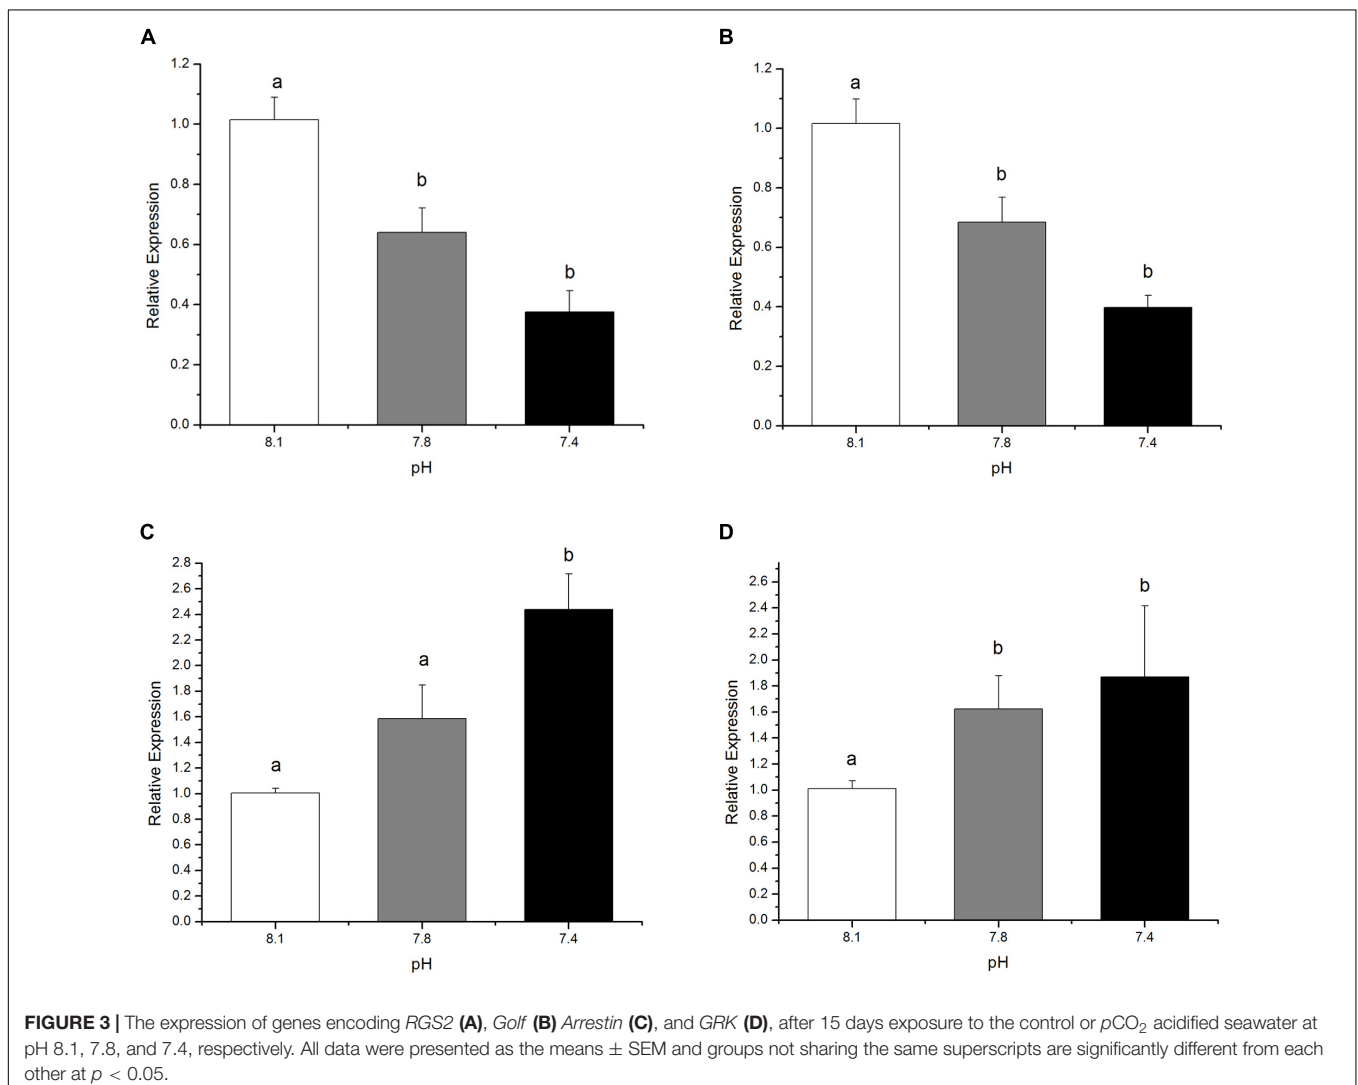 A
1.2
1.0
0.8
0.6
0.4
0.2
0.0
Relative Expression
a
b
b
8.1 7.8 7.4
pH
B
1.2
1.0
0.8
0.6
0.4
0.2
0.0
Relative Expression
a
b
b
8.1 7.8 7.4
pH
C
2.8
2.6
2.4
2.2
2.0
1.8
1.6
1.4
1.2
1.0
0.8
0.6
0.4
0.2
0.0
Relative Expression
a
a
b
8.1 7.8 7.4
pH
D
2.6
2.4
2.2
2.0
1.8
1.6
1.4
1.2
1.0
0.8
0.6
0.4
0.2
0.0
Relative Expression
a
b
b
8.1 7.8 7.4
pH
FIGURE 3 | The expression of genes encoding RGS2 (A), Golf (B) Arrestin (C), and GRK (D), after 15 days exposure to the control or pCO₂ acidified seawater at
pH 8.1, 7.8, and 7.4, respectively. All data were presented as the means ± SEM and groups not sharing the same superscripts are significantly different from each
other at p < 0.05.